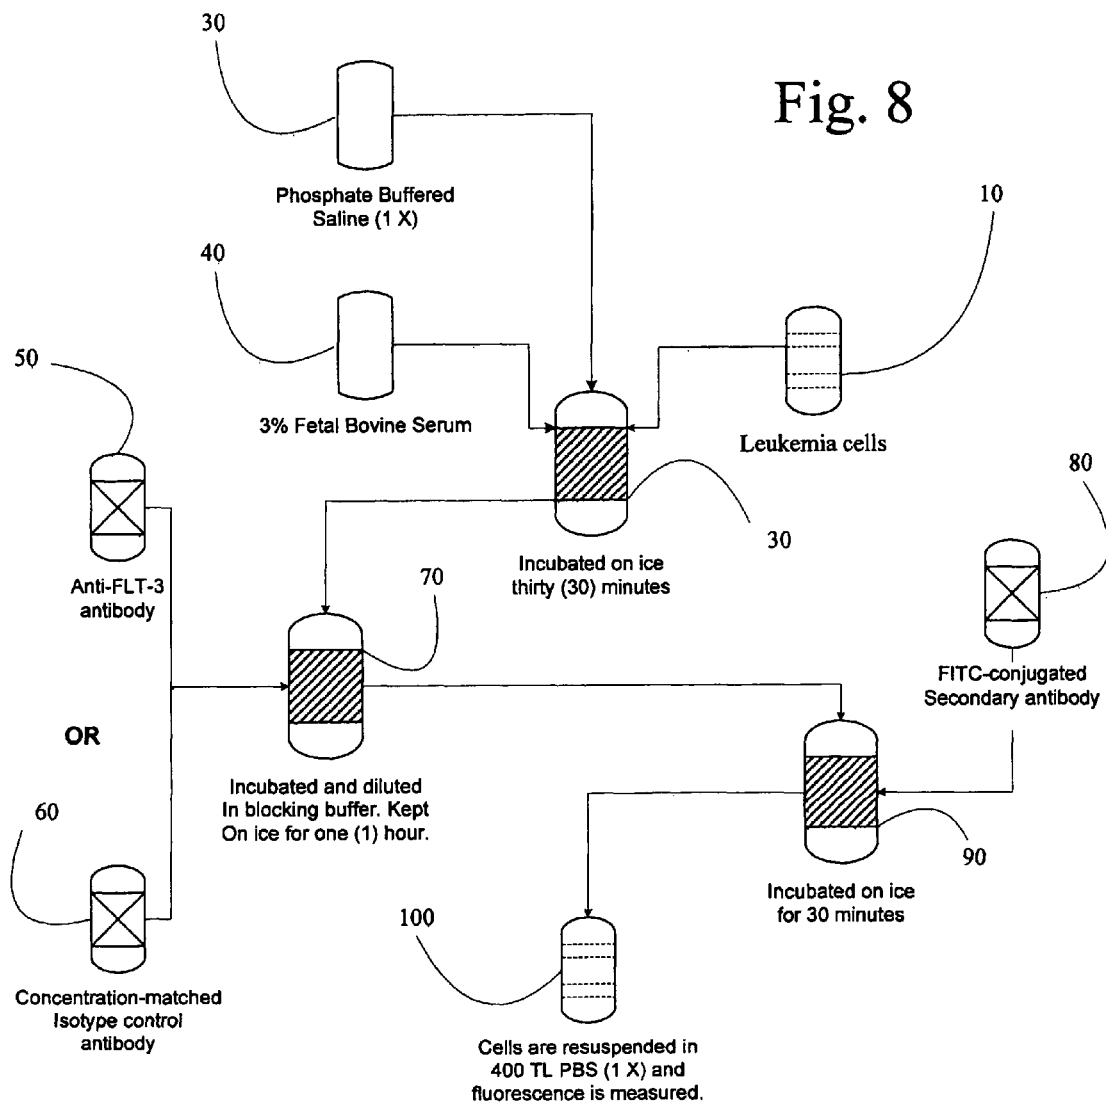 30
Fig. 8
Phosphate Buffered
Saline (1 X)
10
40
50
3% Fetal Bovine Serum
Leukemia cells
80
30
Anti-FLT-3
antibody
Incubated on ice
thirty (30) minutes
70
FITC-conjugated
Secondary antibody
OR
Incubated and diluted
In blocking buffer. Kept
On ice for one (1) hour.
60
90
Incubated on ice
for 30 minutes
100
Concentration-matched
Isotype control
antibody
Cells are resuspended in
400 TL PBS (1 X) and
fluorescence is measured.